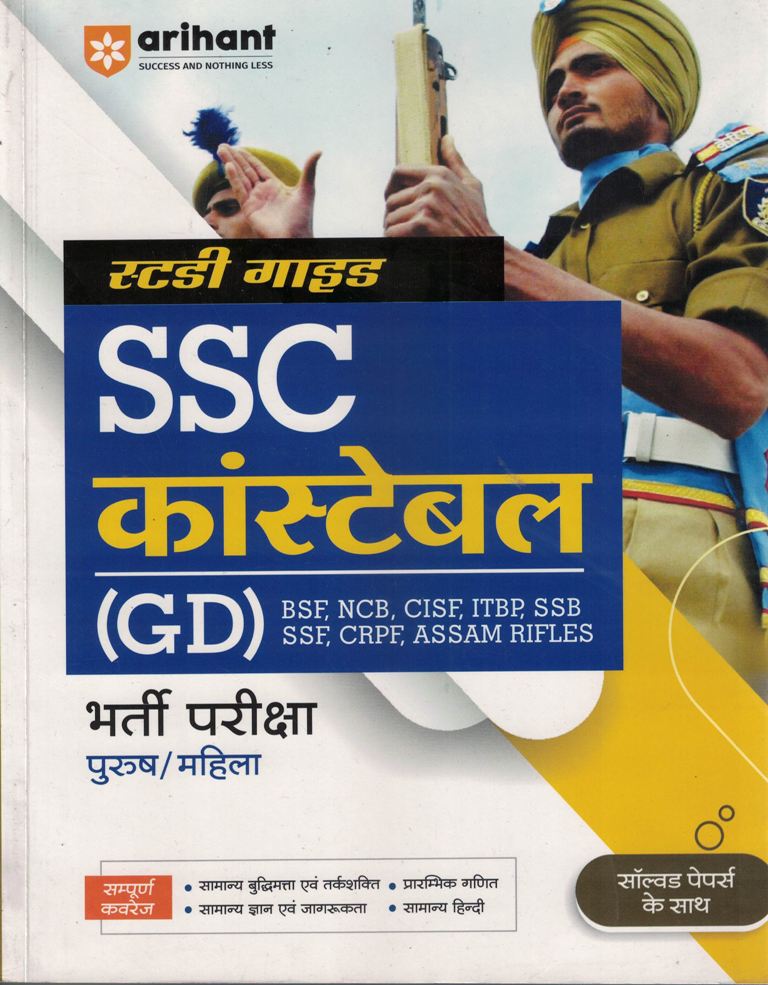 arihant
SUCCESS AND NOTHING LESS
स्टडी गाइड
SSC
कांस्टेबल
(GD)
BSF, NCB, CISF, ITBP, SSB
SSF, CRPF, ASSAM RIFLES
भर्ती परीक्षा
पुरुष/महिला
सम्पूर्ण
कवरेज
• सामान्य बुद्धिमत्ता एवं तर्कशक्ति • प्रारम्भिक गणित
• सामान्य ज्ञान एवं जागरूकता • सामान्य हिन्दी
सॉल्वड पेपर्स
के साथ